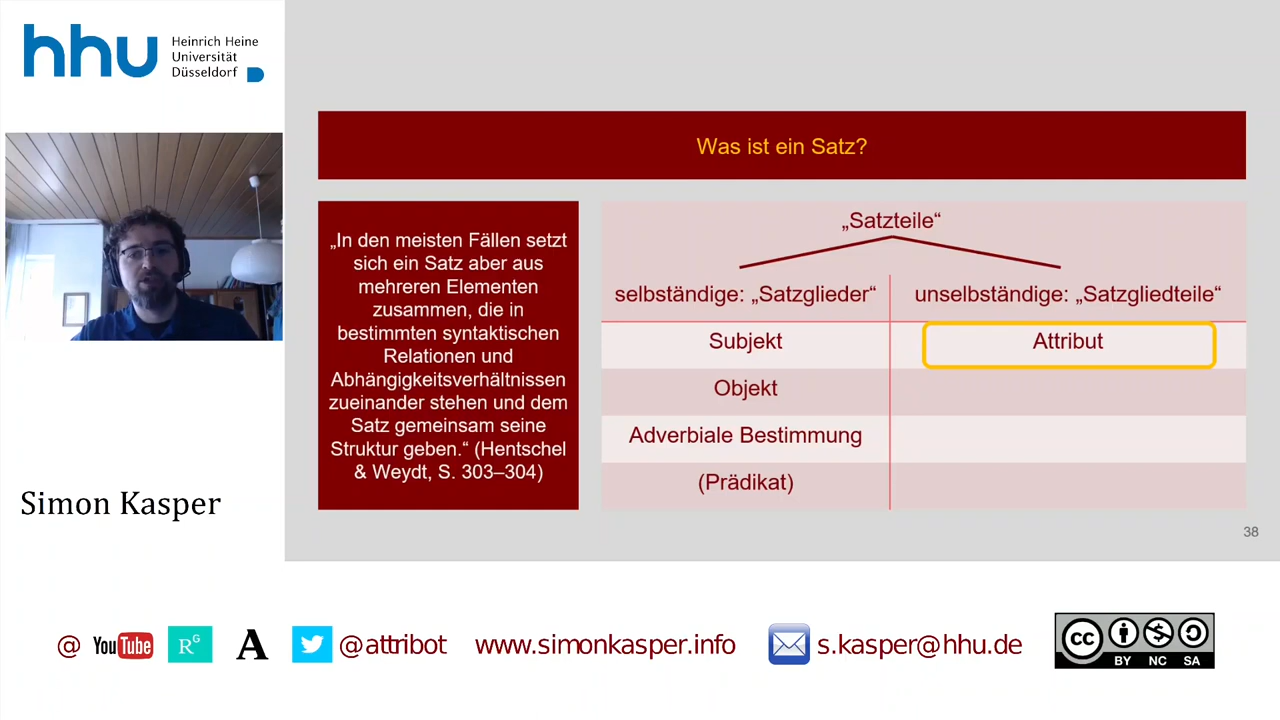 hhu
Heinrich Heine
Universität
Düsseldorf
Was ist ein Satz?
„In den meisten Fällen setzt
sich ein Satz aber aus
mehreren Elementen
zusammen, die in
bestimmten syntaktischen
Relationen und
Abhängigkeitsverhältnissen
zueinander stehen und dem
Satz gemeinsam seine
Struktur geben.“ (Hentschel
& Weydt, S. 303–304)
„Satzteile“
selbständige: „Satzglieder“
unselbständige: „Satzgliedteile“
Subjekt
Attribut
Objekt
Adverbiale Bestimmung
(Prädikat)
38
Simon Kasper
@ YouTube RG A @attribot www.simonkasper.info s.kasper@hhu.de
cc BY NC SA